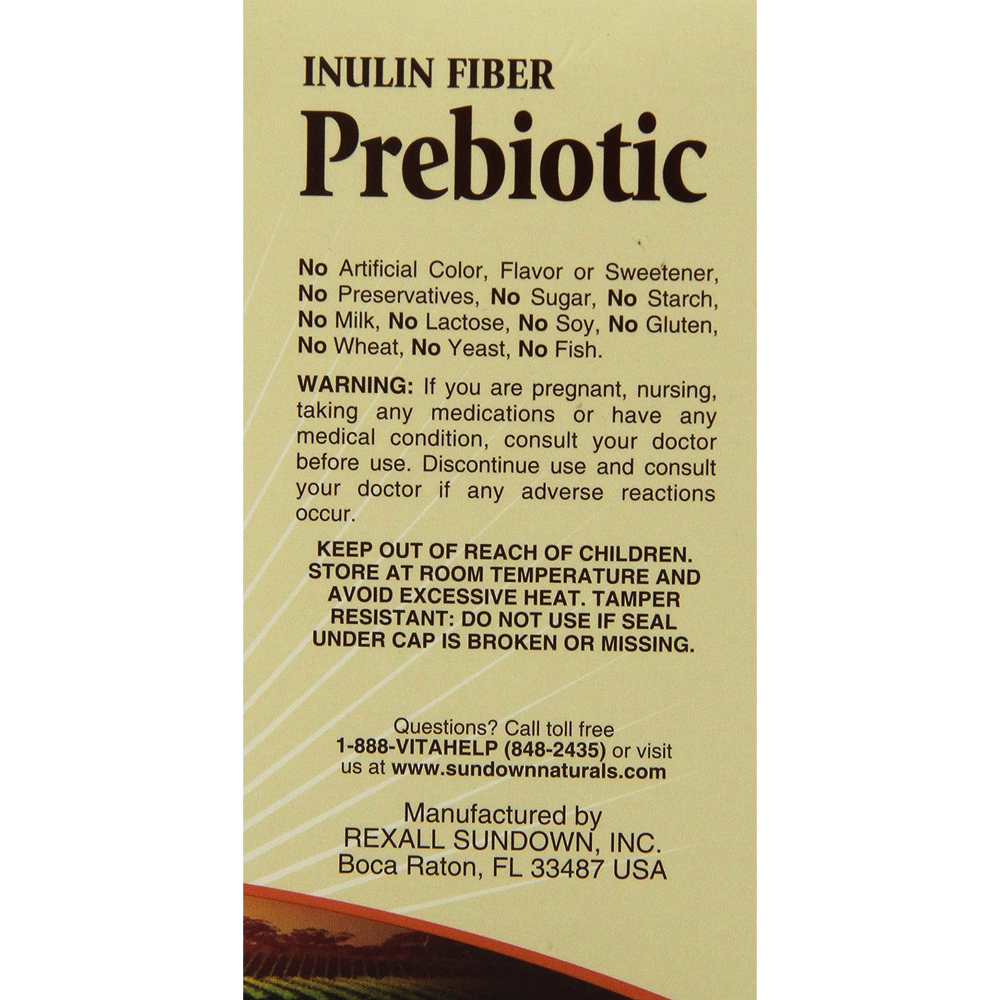 INULIN FIBER
Prebiotic
No Artificial Color, Flavor or Sweetener,
No Preservatives, No Sugar, No Starch,
No Milk, No Lactose, No Soy, No Gluten,
No Wheat, No Yeast, No Fish.
WARNING: If you are pregnant, nursing,
taking any medications or have any
medical condition, consult your doctor
before use. Discontinue use and consult
your doctor if any adverse reactions
occur.
KEEP OUT OF REACH OF CHILDREN.
STORE AT ROOM TEMPERATURE AND
AVOID EXCESSIVE HEAT. TAMPER
RESISTANT: DO NOT USE IF SEAL
UNDER CAP IS BROKEN OR MISSING.
Questions? Call toll free
1-888-VITAHELP (848-2435) or visit
us at www.sundownnaturals.com
Manufactured by
REXALL SUNDOWN, INC.
Boca Raton, FL 33487 USA